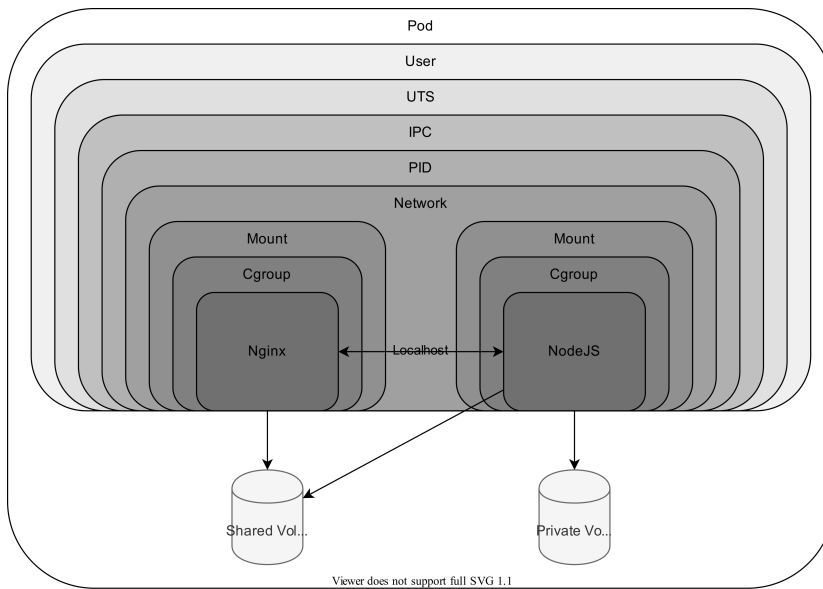 Pod
User
UTS
IPC
PID
Network
Mount
Mount
Cgroup
Cgroup
Nginx
Localhost
NodeJS
Shared Vol...
Private Vo...
Viewer does not support full SVG 1.1